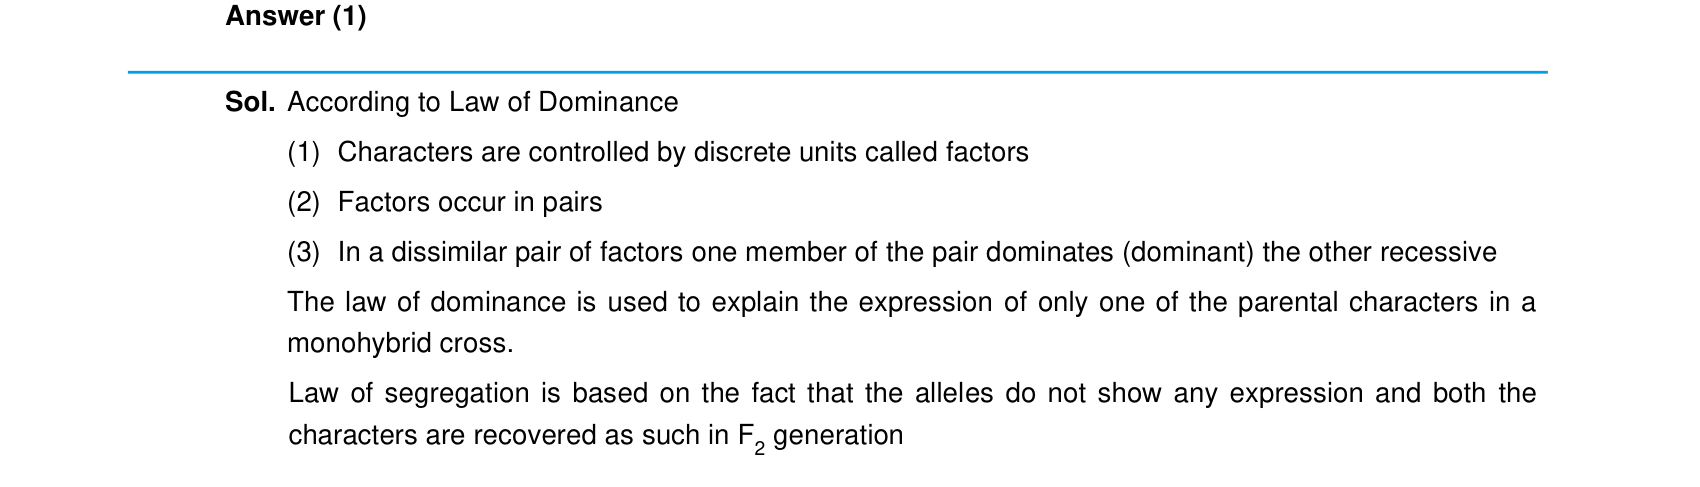 Answer (1)
Sol. According to Law of Dominance
(1) Characters are controlled by discrete units called factors
(2) Factors occur in pairs
(3) In a dissimilar pair of factors one member of the pair dominates (dominant) the other recessive
The law of dominance is used to explain the expression of only one of the parental characters in a
monohybrid cross.
Law of segregation is based on the fact that the alleles do not show any expression and both the
characters are recovered as such in F2 generation